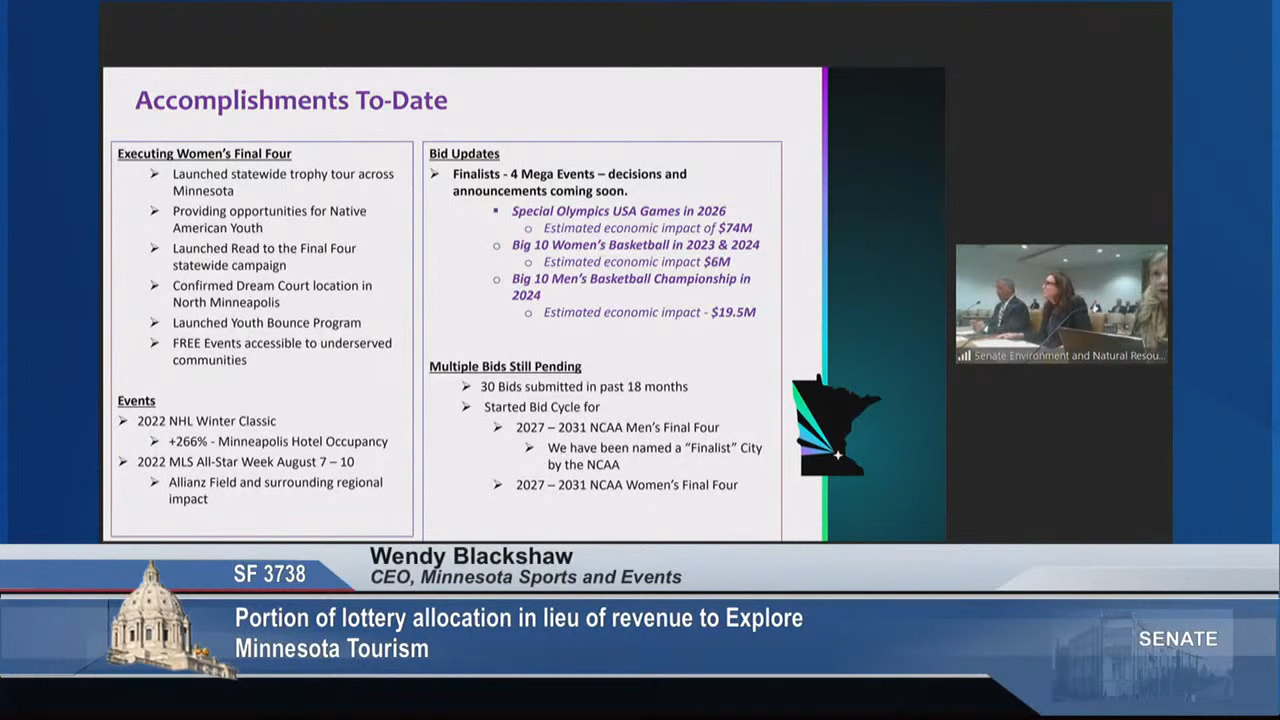 Accomplishments To-Date
Executing Women's Final Four
➢ Launched statewide trophy tour across
Minnesota
➢ Providing opportunities for Native
American Youth
➢ Launched Read to the Final Four
statewide campaign
➢ Confirmed Dream Court location in
North Minneapolis
➢ Launched Youth Bounce Program
➢ FREE Events accessible to underserved
communities
Events
➢ 2022 NHL Winter Classic
➢ +266% - Minneapolis Hotel Occupancy
➢ 2022 MLS All-Star Week August 7 – 10
➢ Allianz Field and surrounding regional
impact
Bid Updates
➢ Finalists - 4 Mega Events – decisions and
announcements coming soon.
▪ Special Olympics USA Games in 2026
o Estimated economic impact of $74M
o Big 10 Women's Basketball in 2023 & 2024
o Estimated economic impact $6M
o Big 10 Men's Basketball Championship in
2024
o Estimated economic impact - $19.5M
Multiple Bids Still Pending
➢ 30 Bids submitted in past 18 months
➢ Started Bid Cycle for
➢ 2027 – 2031 NCAA Men's Final Four
➢ We have been named a "Finalist" City
by the NCAA
➢ 2027 – 2031 NCAA Women's Final Four
Senate Environment and Natural Resou...
Wendy Blackshaw
CEO, Minnesota Sports and Events
SF 3738
Portion of lottery allocation in lieu of revenue to Explore
Minnesota Tourism
SENATE